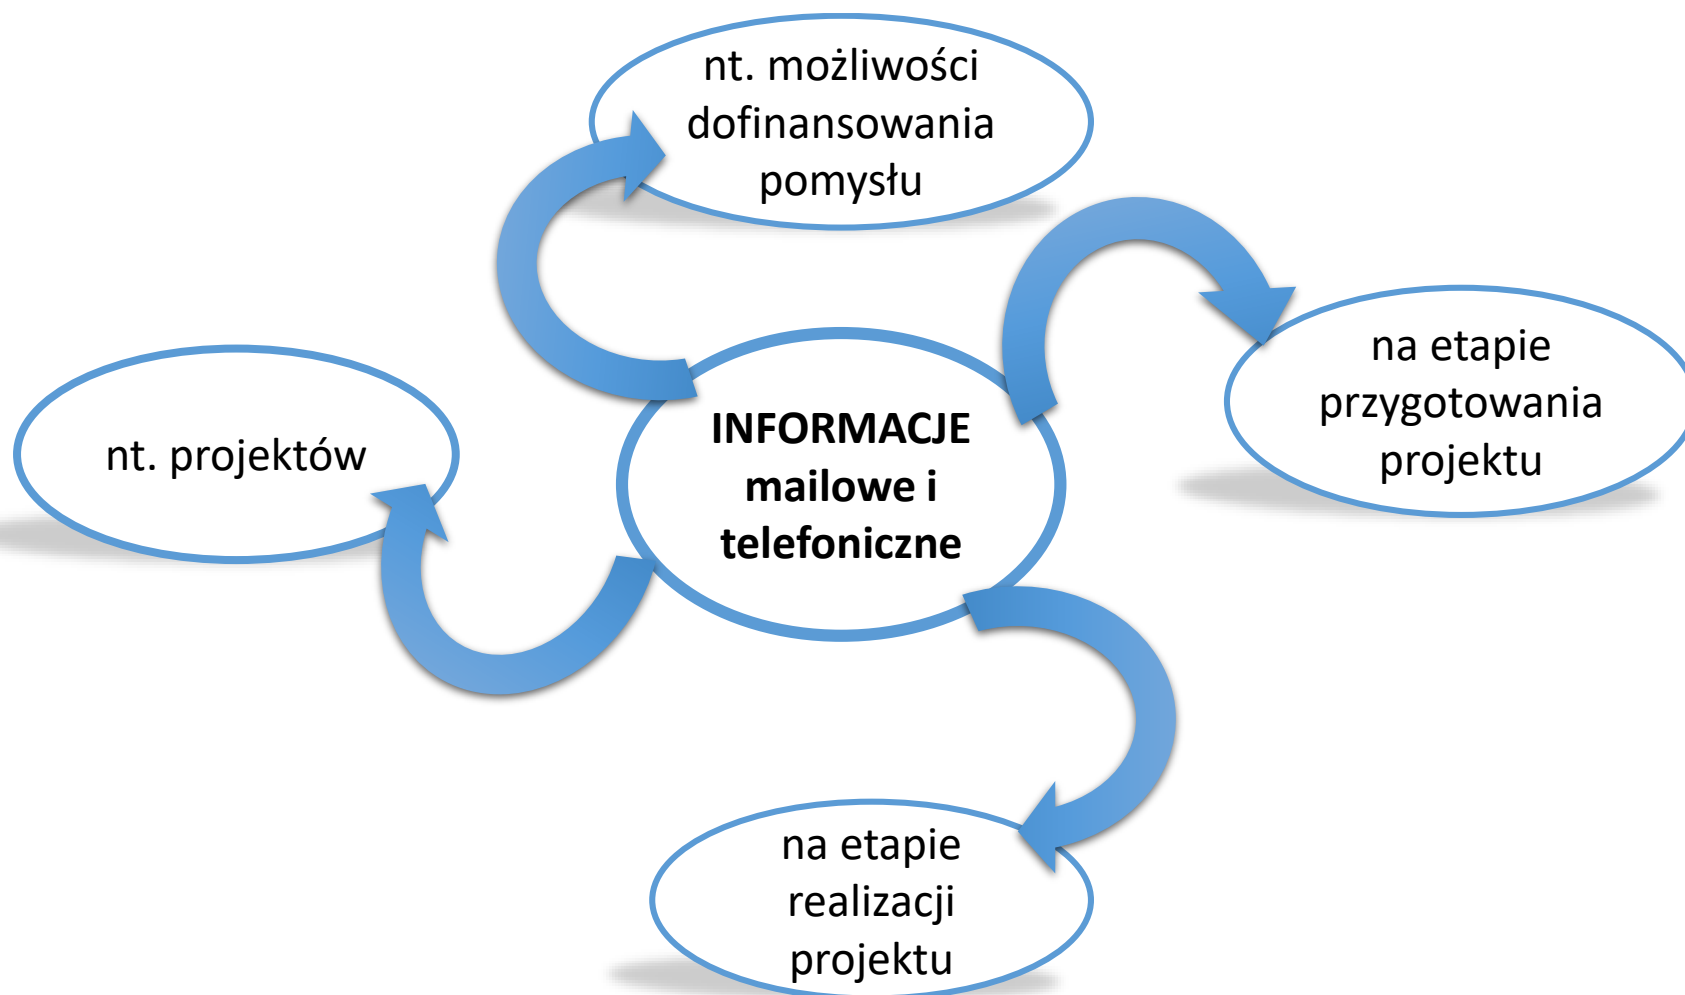 nt. możliwości
dofinansowania
pomysłu
na etapie
przygotowania
projektu
nt. projektów
INFORMACJE
mailowe i
telefoniczne
na etapie
realizacji
projektu